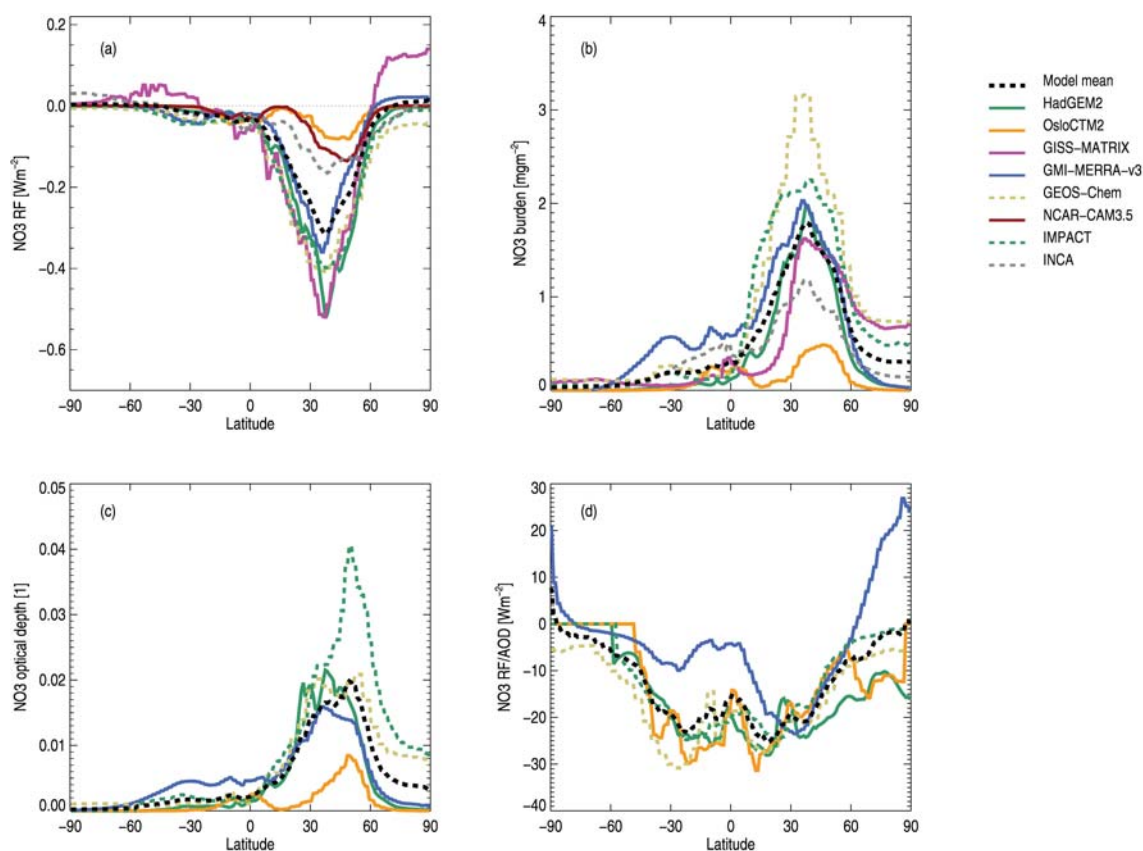 0.2
0.0
−0.2
−0.4
−0.6
NO3 RF [Wm⁻²]
(a)
−90 −60 −30 0 30 60 90
Latitude
4
3
2
1
0
NO3 burden [mgm⁻²]
(b)
−90 −60 −30 0 30 60 90
Latitude
Model mean
HadGEM2
OsloCTM2
GISS−MATRIX
GMI−MERRA−v3
GEOS−Chem
NCAR−CAM3.5
IMPACT
INCA
0.05
0.04
0.03
0.02
0.01
0.00
NO3 optical depth [1]
(c)
−90 −60 −30 0 30 60 90
Latitude
30
20
10
0
−10
−20
−30
−40
NO3 RF/AOD [Wm⁻²]
(d)
−90 −60 −30 0 30 60 90
Latitude